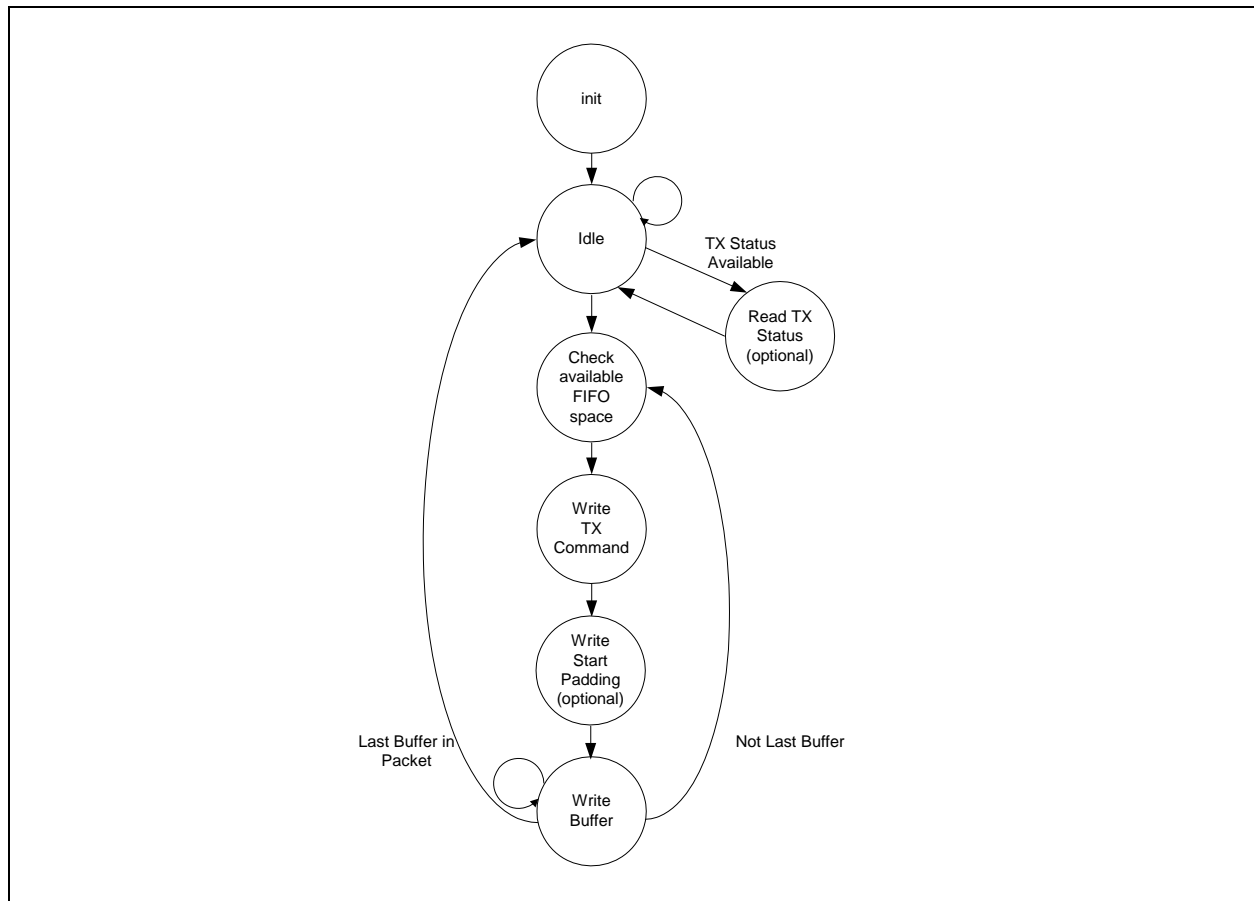 init
Idle
TX Status
Available
Read TX
Status
(optional)
Check
available
FIFO
space
Write
TX
Command
Write
Start
Padding
(optional)
Last Buffer in
Packet
Not Last Buffer
Write
Buffer